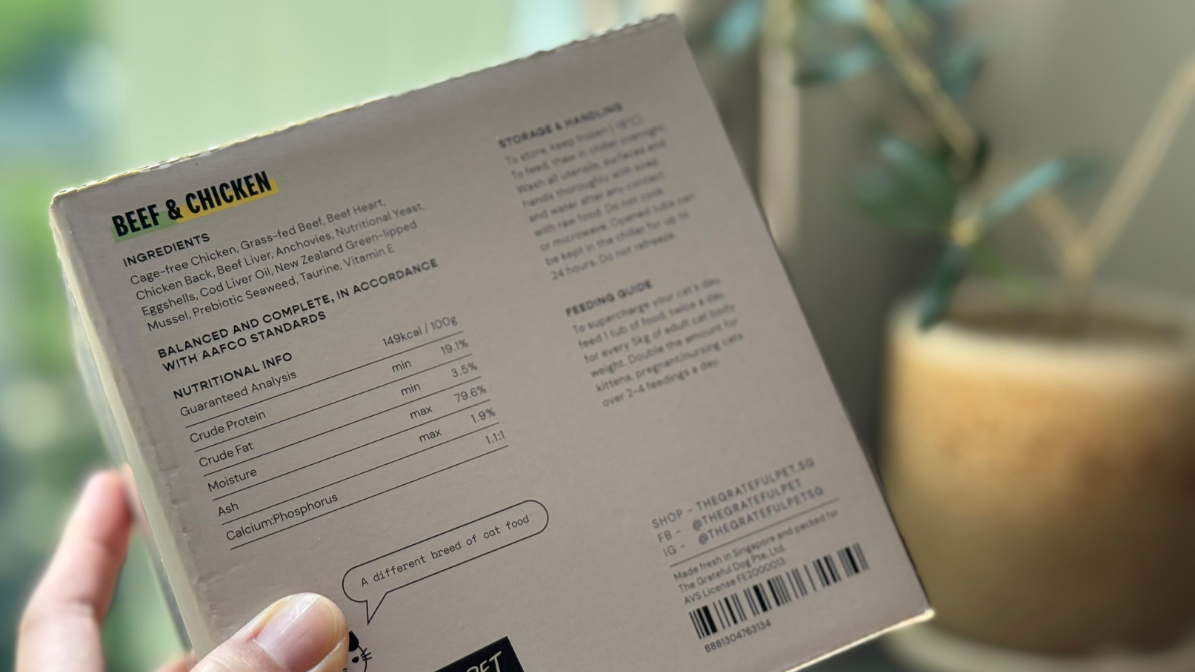 BEEF & CHICKEN
INGREDIENTS
Cage-free Chicken, Grass-fed Beef, Beef Heart,
Chicken Back, Beef Liver, Anchovies, Nutritional Yeast,
Eggshells, Cod Liver Oil, New Zealand Green-lipped
Mussel, Prebiotic Seaweed, Taurine, Vitamin E
BALANCED AND COMPLETE, IN ACCORDANCE
WITH AAFCO STANDARDS
NUTRITIONAL INFO
Guaranteed Analysis 149kcal / 100g
Crude Protein min 19.1%
Crude Fat min 3.5%
Moisture max 79.6%
Ash max 1.9%
Calcium:Phosphorus 1.1:1
A different breed of cat food
STORAGE & HANDLING
To store, keep frozen (-18°C)
To feed, thaw in chiller overnight
Wash all utensils, surfaces and
hands thoroughly with soap
and water after any contact
with raw food. Do not cook
or microwave. Opened tubs can
be kept in the chiller for up to
24 hours. Do not refreeze.
FEEDING GUIDE
To supercharge your cat's day,
feed 1 tub of food, twice a day
for every 5kg of adult cat body
weight. Double the amount for
kittens, pregnant/nursing cats
over 2-4 feedings a day
SHOP - THEGRATEFULPET.SG
FB - @THEGRATEFULPET
IG - @THEGRATEFULPETSG
Made fresh in Singapore and packed for
The Grateful Dog Pte. Ltd.
AVS License FE2000013
8881304763134